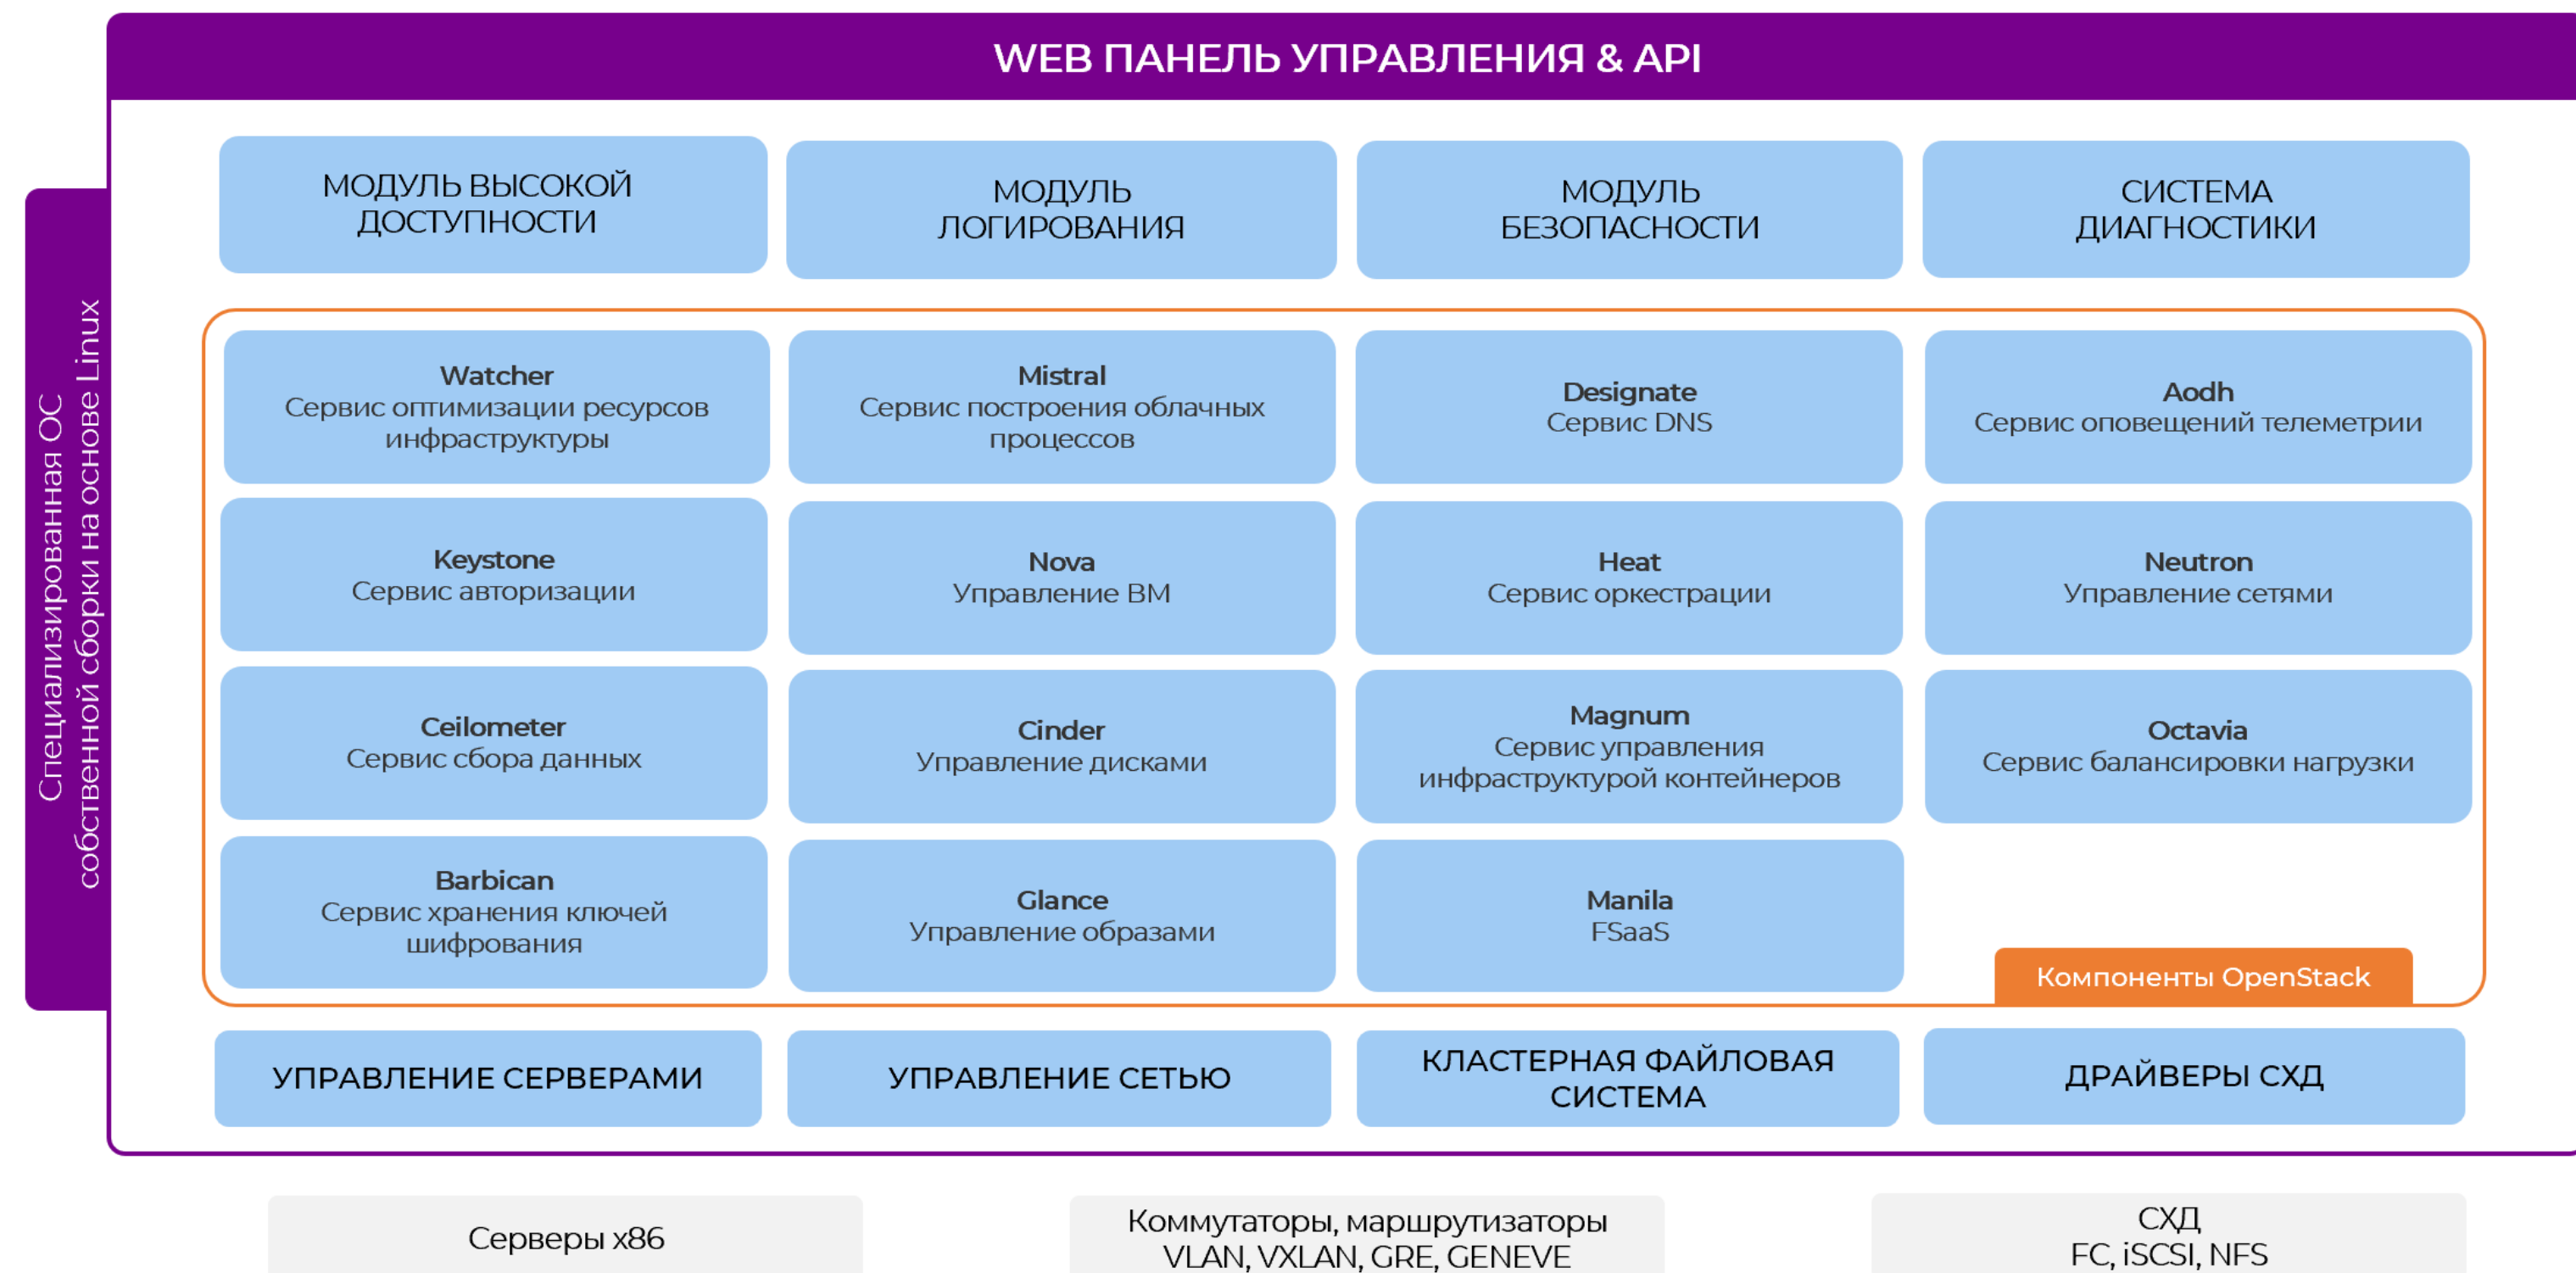 WEB ПАНЕЛЬ УПРАВЛЕНИЯ & API
Специализированная ОС
собственной сборки на основе Linux
МОДУЛЬ ВЫСОКОЙ
ДОСТУПНОСТИ
МОДУЛЬ
ЛОГИРОВАНИЯ
МОДУЛЬ
БЕЗОПАСНОСТИ
СИСТЕМА
ДИАГНОСТИКИ
Watcher
Сервис оптимизации ресурсов
инфраструктуры
Mistral
Сервис построения облачных
процессов
Designate
Сервис DNS
Aodh
Сервис оповещений телеметрии
Keystone
Сервис авторизации
Nova
Управление ВМ
Heat
Сервис оркестрации
Neutron
Управление сетями
Ceilometer
Сервис сбора данных
Cinder
Управление дисками
Magnum
Сервис управления
инфраструктурой контейнеров
Octavia
Сервис балансировки нагрузки
Barbican
Сервис хранения ключей
шифрования
Glance
Управление образами
Manila
FSaaS
Компоненты OpenStack
УПРАВЛЕНИЕ СЕРВЕРАМИ
УПРАВЛЕНИЕ СЕТЬЮ
КЛАСТЕРНАЯ ФАЙЛОВАЯ
СИСТЕМА
ДРАЙВЕРЫ СХД
Серверы x86
Коммутаторы, маршрутизаторы
VLAN, VXLAN, GRE, GENEVE
СХД
FC, iSCSI, NFS